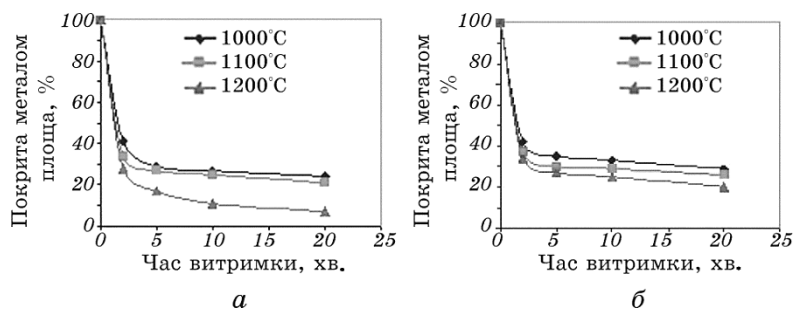 Покрита металом
площа, %
100
80
60
40
20
0
1000°C
1100°C
1200°C
0 5 10 15 20 25
Час витримки, хв.
а
Покрита металом
площа, %
100
80
60
40
20
0
1000°C
1100°C
1200°C
0 5 10 15 20 25
Час витримки, хв.
б